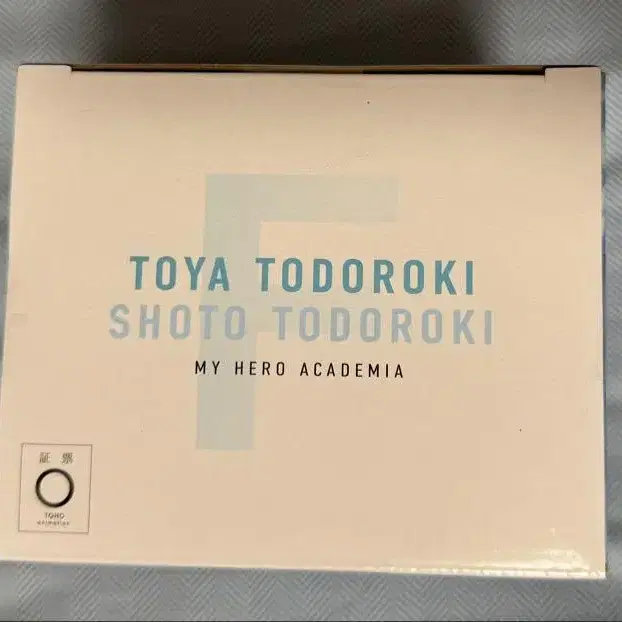 F
TOYA TODOROKI
SHOTO TODOROKI
MY HERO ACADEMIA
証 票
TOHO
animation